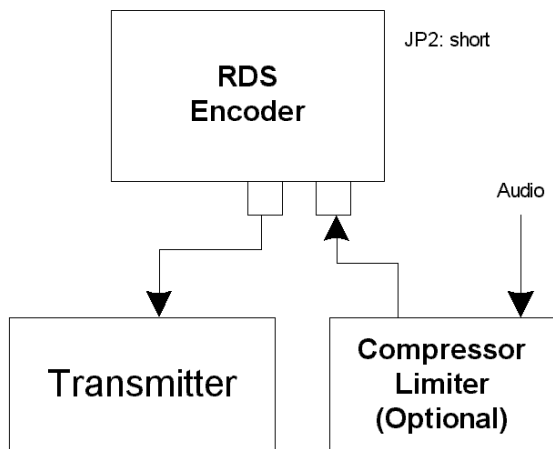 RDS
Encoder
JP2: short
Audio
Transmitter
Compressor
Limiter
(Optional)